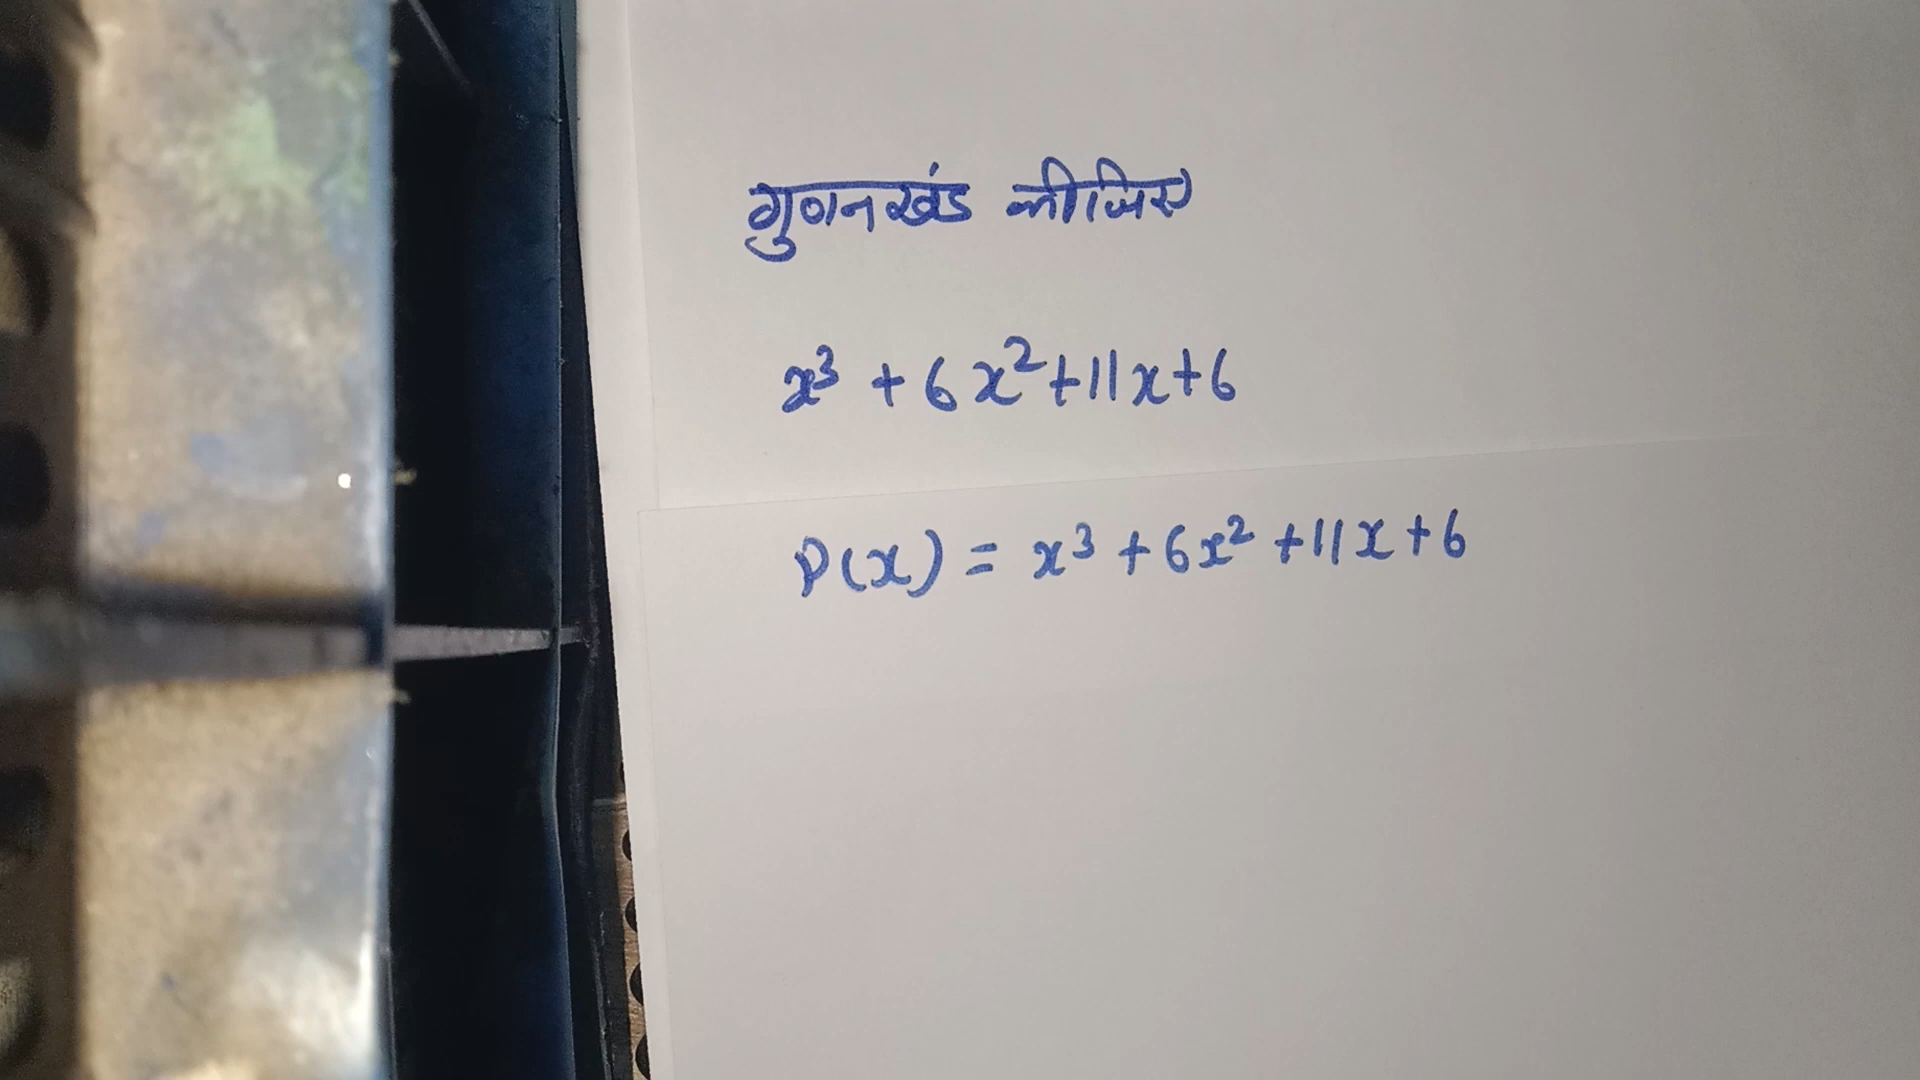 गुणनखंड कीजिए
x³ + 6x² + 11x + 6
P(x) = x³ + 6x² + 11x + 6